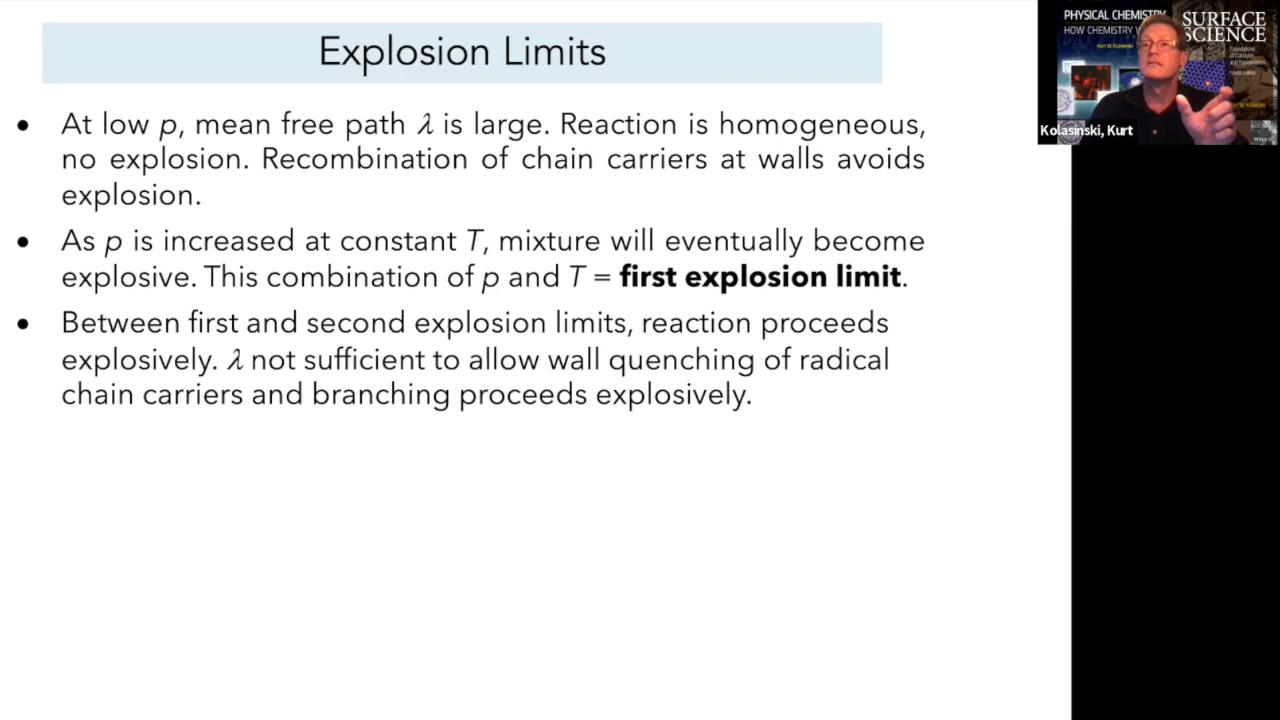 Explosion Limits
• At low p, mean free path λ is large. Reaction is homogeneous,
no explosion. Recombination of chain carriers at walls avoids
explosion.
• As p is increased at constant T, mixture will eventually become
explosive. This combination of p and T = first explosion limit.
• Between first and second explosion limits, reaction proceeds
explosively. λ not sufficient to allow wall quenching of radical
chain carriers and branching proceeds explosively.
PHYSICAL CHEMISTRY
HOW CHEMISTRY
SURFACE
SCIENCE
Kolasinski, Kurt